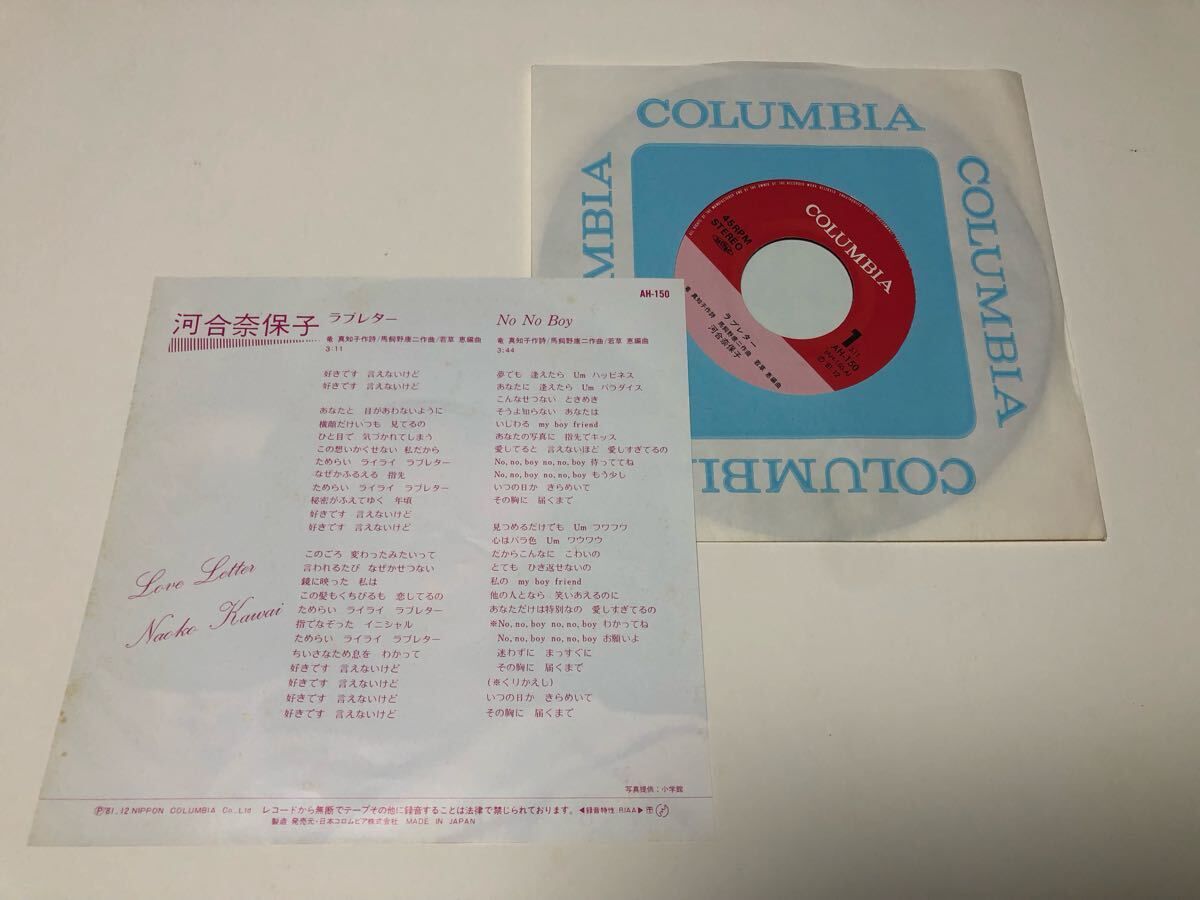 COLUMBIA
COLUMBIA
COLUMBIA
MBIA
COLUMBIA
45RPM
STEREO
ラブレター
竜 真知子作詩 馬飼野康二作曲 若草 恵編曲
河合奈保子
1
3:11
AH-150
℗'81.12
AH-150
河合奈保子
ラブレター
竜 真知子作詩/馬飼野康二作曲/若草 恵編曲
3:11
好きです 言えないけど
好きです 言えないけど
あなたと 目があわないように
横顔だけいつも 見てるの
ひと目で 気づかれてしまう
この想いかくせない 私だから
ためらい ライライ ラブレター
なぜかふるえる 指先
ためらい ライライ ラブレター
秘密がふえてゆく 年頃
好きです 言えないけど
好きです 言えないけど
このごろ 変わったみたいって
言われるたび なぜかせつない
鏡に映った 私は
この髪もくちびるも 恋してるの
ためらい ライライ ラブレター
指でなぞった イニシャル
ためらい ライライ ラブレター
ちいさなため息を わかって
好きです 言えないけど
好きです 言えないけど
好きです 言えないけど
好きです 言えないけど
Love Letter
Naoko Kawai
No No Boy
竜 真知子作詩/馬飼野康二作曲/若草 恵編曲
3:44
夢でも 逢えたら Um ハッピネス
あなたに 逢えたら Um パラダイス
こんなせつない ときめき
そうよ知らない あなたは
いじわる my boy friend
あなたの写真に 指先でキッス
愛してると 言えないほど 愛しすぎてるの
No, no, boy no, no, boy 待っててね
No, no, boy no, no, boy もう少し
いつの日か きらめいて
その胸に 届くまで
見つめるだけでも Um フワフワ
心はバラ色 Um ワウワウ
だからこんなに こわいの
とても ひき返せないの
私の my boy friend
他の人となら 笑いあえるのに
あなただけは特別なの 愛しすぎてるの
※No, no, boy no, no, boy わかってね
No, no, boy no, no, boy お願いよ
迷わずに まっすぐに
その胸に 届くまで
(※くりかえし)
いつの日か きらめいて
その胸に 届くまで
写真提供:小学館
℗'81.12 NIPPON COLUMBIA Co.,Ltd レコードから無断でテープその他に録音することは法律で禁じられております。◀録音特性:RIAA▶
製造 発売元・日本コロムビア株式会社 MADE IN JAPAN